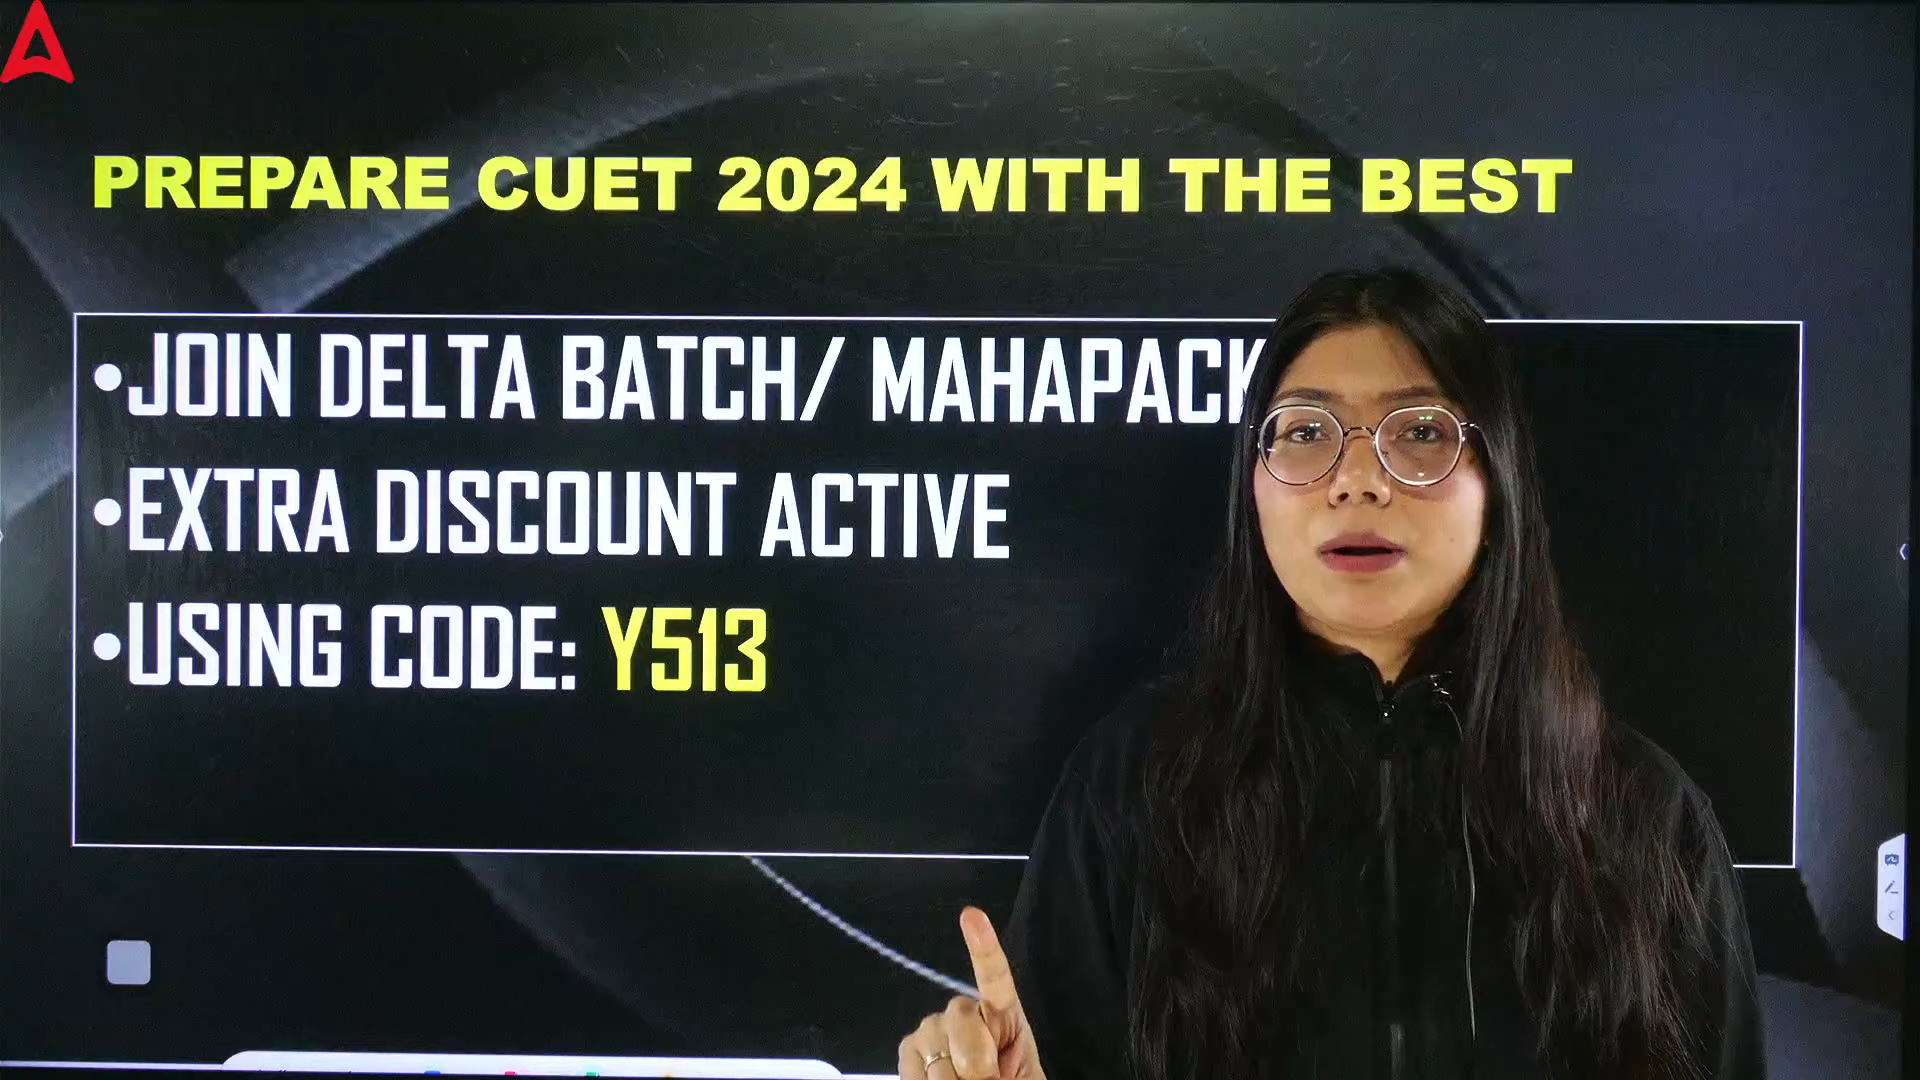 PREPARE CUET 2024 WITH THE BEST
•JOIN DELTA BATCH/ MAHAPACK
•EXTRA DISCOUNT ACTIVE
•USING CODE: Y513